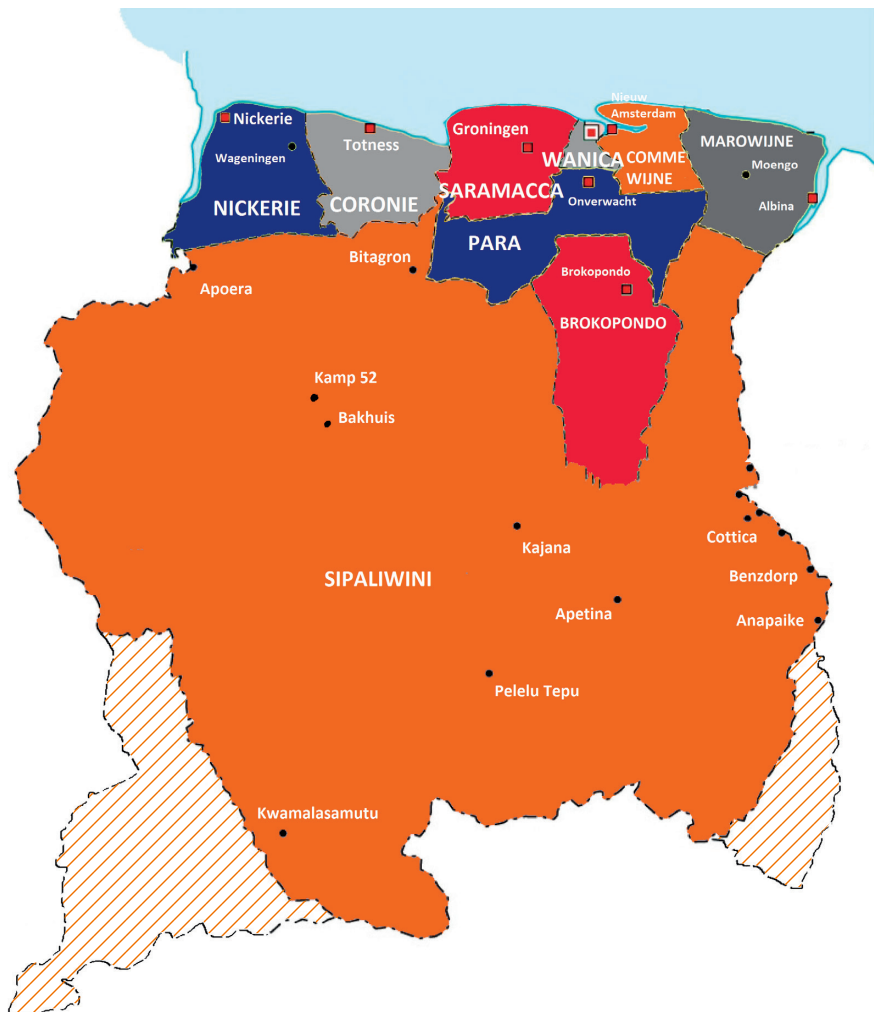 Nieuw
Amsterdam
Nickerie
Groningen
Totness
MAROWIJNE
Wageningen
WANICA
COMME
WIJNE
Moengo
SARAMACCA
Onverwacht
NICKERIE
CORONIE
Albina
PARA
Bitagron
Apoera
Brokopondo
BROKOPONDO
Kamp 52
Bakhuis
Cottica
Kajana
SIPALIWINI
Benzdorp
Apetina
Anapaike
Pelelu Tepu
Kwamalasamutu